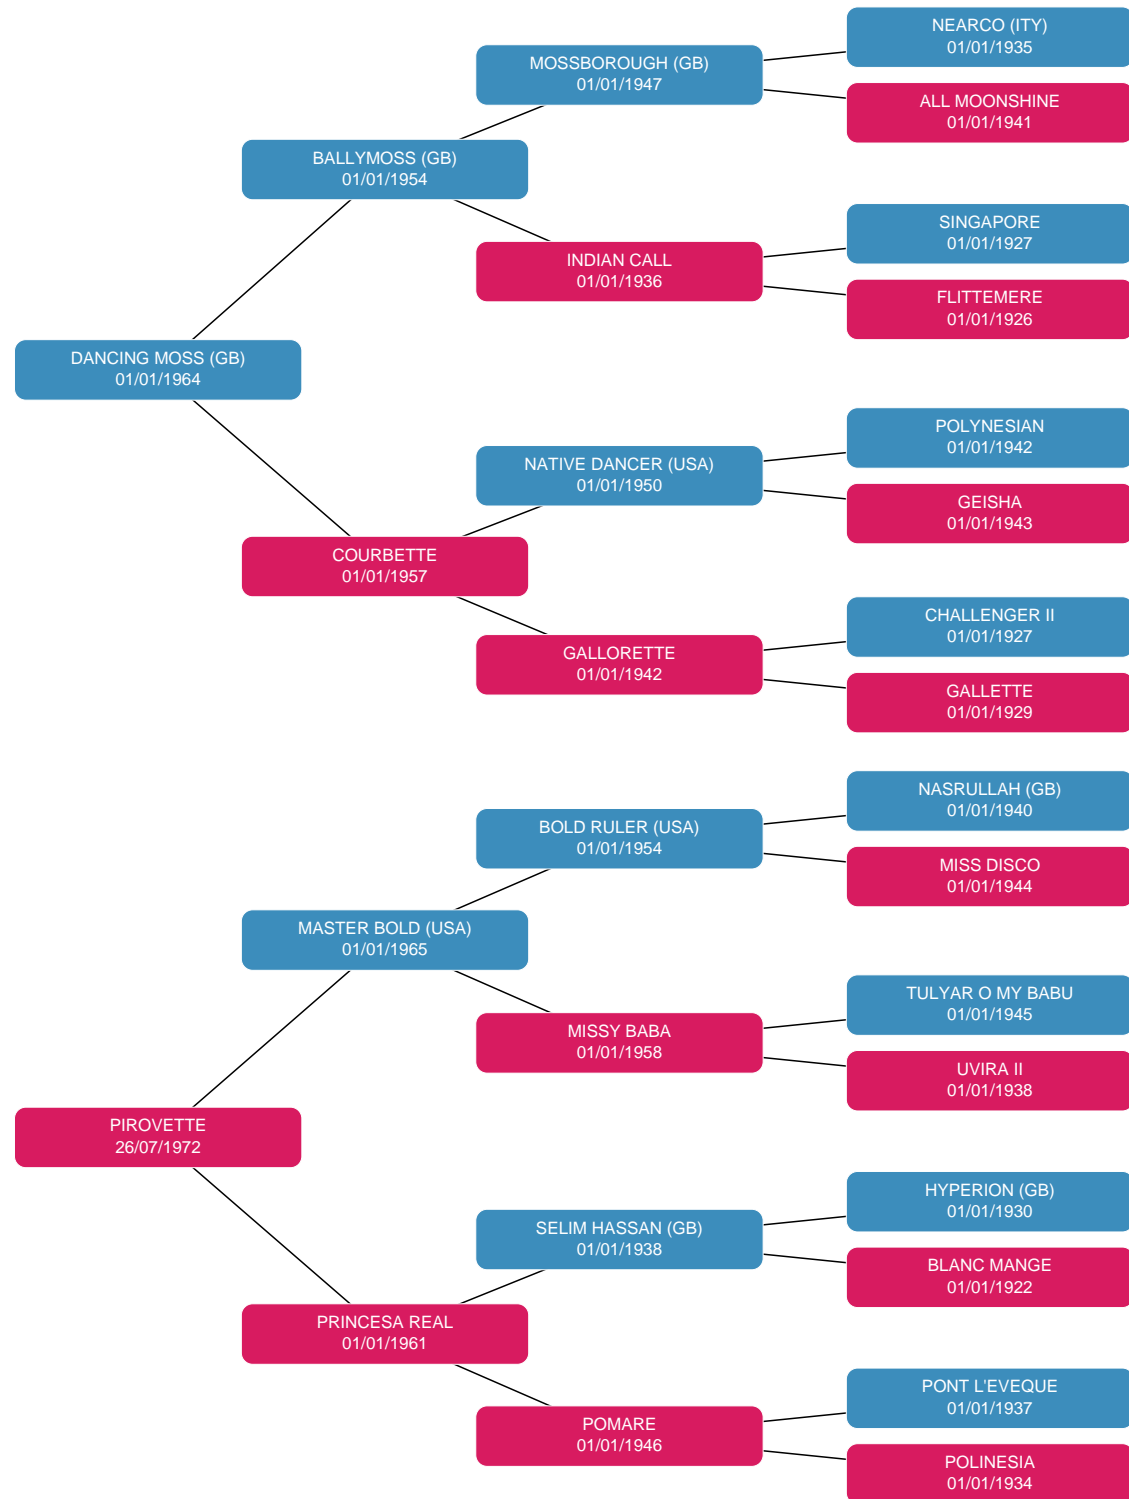 NEARCO (ITY)
01/01/1935
MOSSBOROUGH (GB)
01/01/1947
ALL MOONSHINE
01/01/1941
BALLYMOSS (GB)
01/01/1954
SINGAPORE
01/01/1927
INDIAN CALL
01/01/1936
FLITTEMERE
01/01/1926
DANCING MOSS (GB)
01/01/1964
POLYNESIAN
01/01/1942
NATIVE DANCER (USA)
01/01/1950
GEISHA
01/01/1943
COURBETTE
01/01/1957
CHALLENGER II
01/01/1927
GALLORETTE
01/01/1942
GALLETTE
01/01/1929
NASRULLAH (GB)
01/01/1940
BOLD RULER (USA)
01/01/1954
MISS DISCO
01/01/1944
MASTER BOLD (USA)
01/01/1965
TULYAR O MY BABU
01/01/1945
MISSY BABA
01/01/1958
UVIRA II
01/01/1938
PIROVETTE
26/07/1972
HYPERION (GB)
01/01/1930
SELIM HASSAN (GB)
01/01/1938
BLANC MANGE
01/01/1922
PRINCESA REAL
01/01/1961
PONT L'EVEQUE
01/01/1937
POMARE
01/01/1946
POLINESIA
01/01/1934